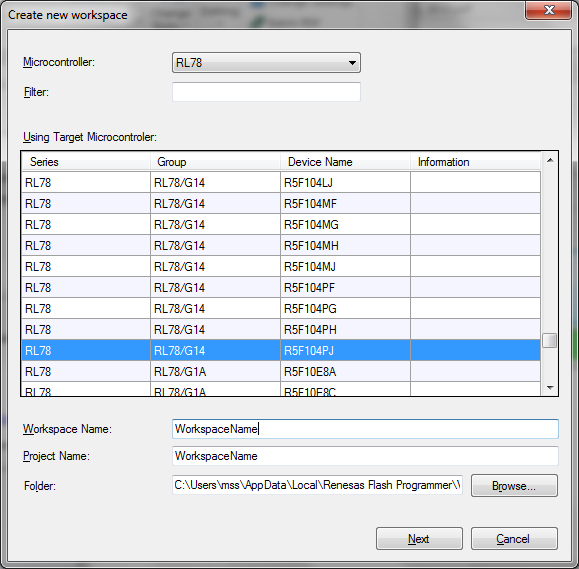 Create new workspace
Microcontroller: RL78
Filter:
Using Target Microcontroler:
Series Group Device Name Information
RL78 RL78/G14 R5F104LJ
RL78 RL78/G14 R5F104MF
RL78 RL78/G14 R5F104MG
RL78 RL78/G14 R5F104MH
RL78 RL78/G14 R5F104MJ
RL78 RL78/G14 R5F104PF
RL78 RL78/G14 R5F104PG
RL78 RL78/G14 R5F104PH
RL78 RL78/G14 R5F104PJ
RL78 RL78/G1A R5F10E8A
RL78 RL78/G1A R5F10E8C
Workspace Name: WorkspaceName
Project Name: WorkspaceName
Folder: C:\Users\mss\AppData\Local\Renesas Flash Programmer\ Browse...
Next Cancel